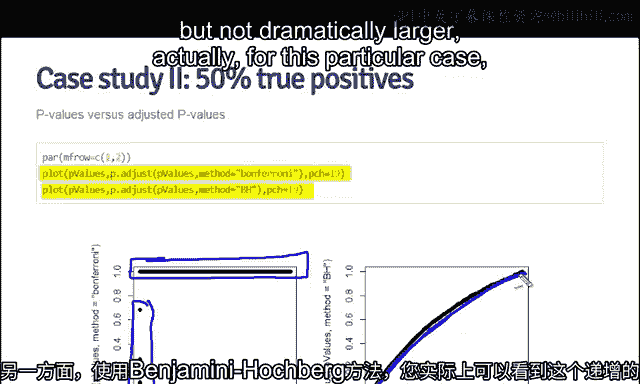 but not dramatically larger,
actually, for this particular case,
Case study II: 50% true positives
P-values versus adjusted P-values
par(mfrow=c(1,2))
plot(pValues,p.adjust(pValues,method="bonferroni"),pch=19)
plot(pValues,p.adjust(pValues,method="BH"),pch=19)
Values, method = "bonferroni")
0.4 0.6 0.8 1.0
Values, method = "BH")
0.4 0.6 0.8 1.0
另一方面，使用Benjamini-Hochberg方法，您实际上可以看到这个递增的